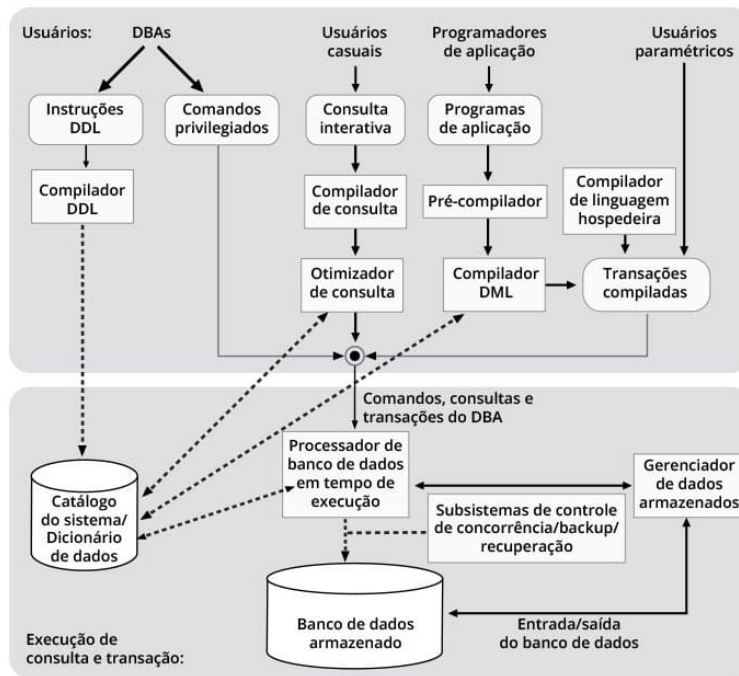 Usuários:
DBAs
Usuários
casuais
Programadores
de aplicação
Usuários
paramétricos
Instruções
DDL
Comandos
privilegiados
Consulta
interativa
Programas
de aplicação
Compilador
DDL
Compilador
de consulta
Pré-compilador
Compilador
de linguagem
hospedeira
Otimizador
de consulta
Compilador
DML
Transações
compiladas
Comandos, consultas e
transações do DBA
Processador de
banco de dados
em tempo de
execução
Gerenciador
de dados
armazenados
Catálogo
do sistema/
Dicionário
de dados
Subsistemas de controle
de concorrência/backup/
recuperação
Banco de dados
armazenado
Entrada/saída
do banco de dados
Execução de
consulta e transação: